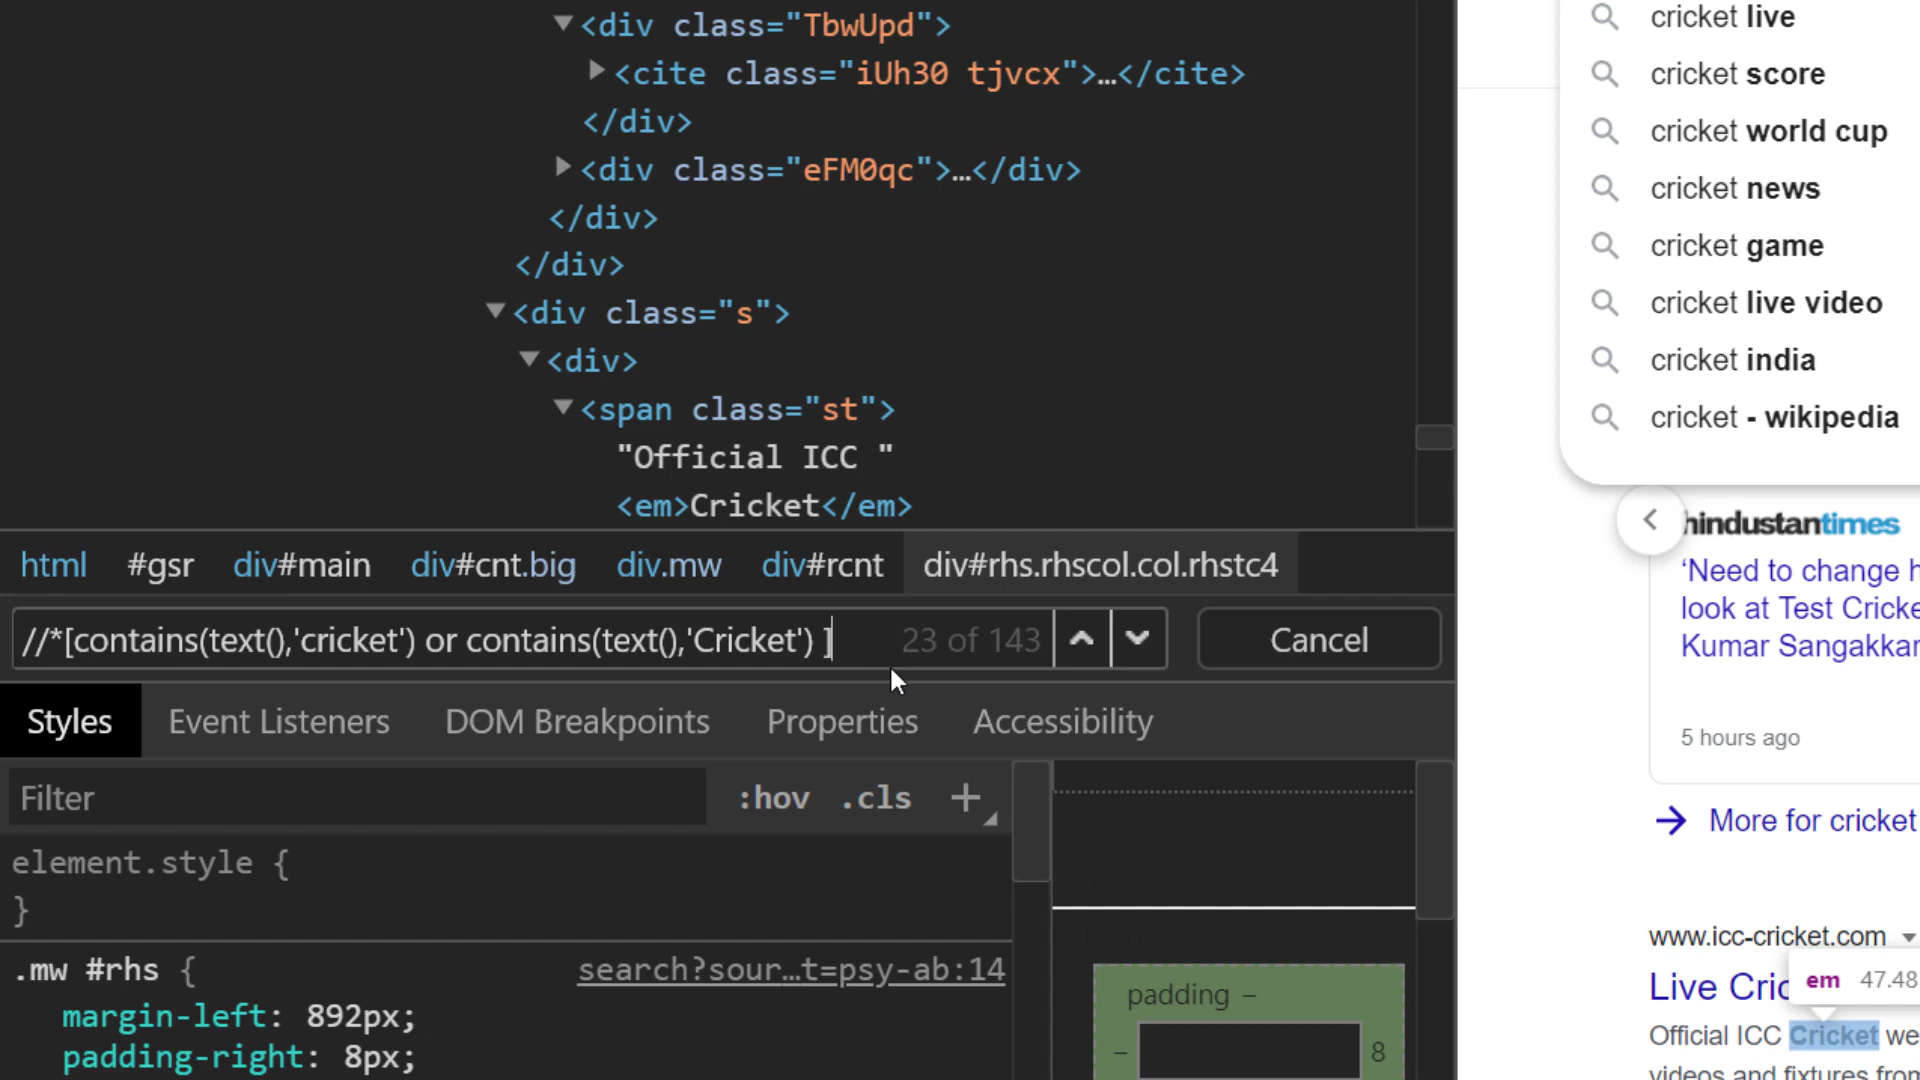 <div class="TbwUpd">
<cite class="iUh30 tjvcx">…</cite>
</div>
<div class="eFM0qc">…</div>
</div>
</div>
<div class="s">
<div>
<span class="st">
"Official ICC "
<em>Cricket</em>
html #gsr div#main div#cnt.big div.mw div#rcnt div#rhs.rhscol.col.rhstc4
//*[contains(text(),'cricket') or contains(text(),'Cricket') ] 23 of 143 Cancel
Styles Event Listeners DOM Breakpoints Properties Accessibility
Filter :hov .cls +
element.style {
}
.mw #rhs { search?sour…t=psy-ab:14
margin-left: 892px;
padding-right: 8px;
padding –
– 8
cricket live
cricket score
cricket world cup
cricket news
cricket game
cricket live video
cricket india
cricket - wikipedia
hindustantimes
‘Need to change h
look at Test Cricke
Kumar Sangakkar
5 hours ago
More for cricket
www.icc-cricket.com
Live Cric
em 47.48
Official ICC Cricket we
videos and fixtures from